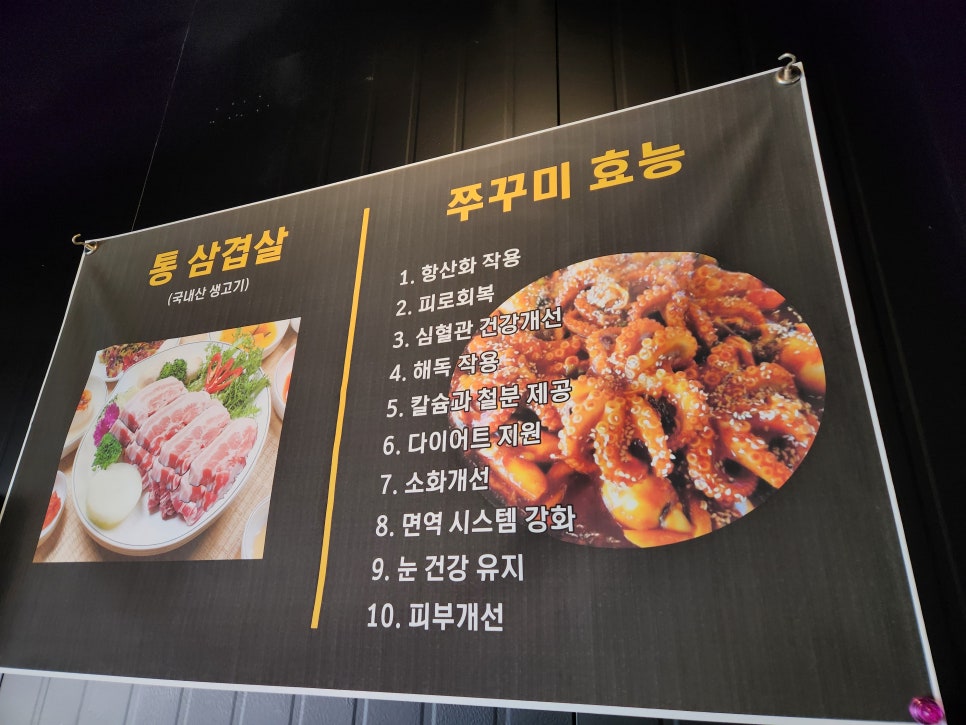 통 삼겹살
(국내산 생고기)
쭈꾸미 효능
1. 항산화 작용
2. 피로회복
3. 심혈관 건강개선
4. 해독 작용
5. 칼슘과 철분 제공
6. 다이어트 지원
7. 소화개선
8. 면역 시스템 강화
9. 눈 건강 유지
10. 피부개선